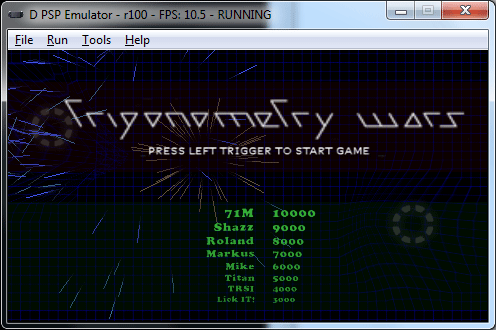 D PSP Emulator - r100 - FPS: 10.5 - RUNNING
File Run Tools Help
Trigonometry Wars
PRESS LEFT TRIGGER TO START GAME
71M 10000
Shazz 9000
Roland 8000
Markus 7000
Mike 6000
Titan 5000
TRSI 4000
Lick IT! 3000